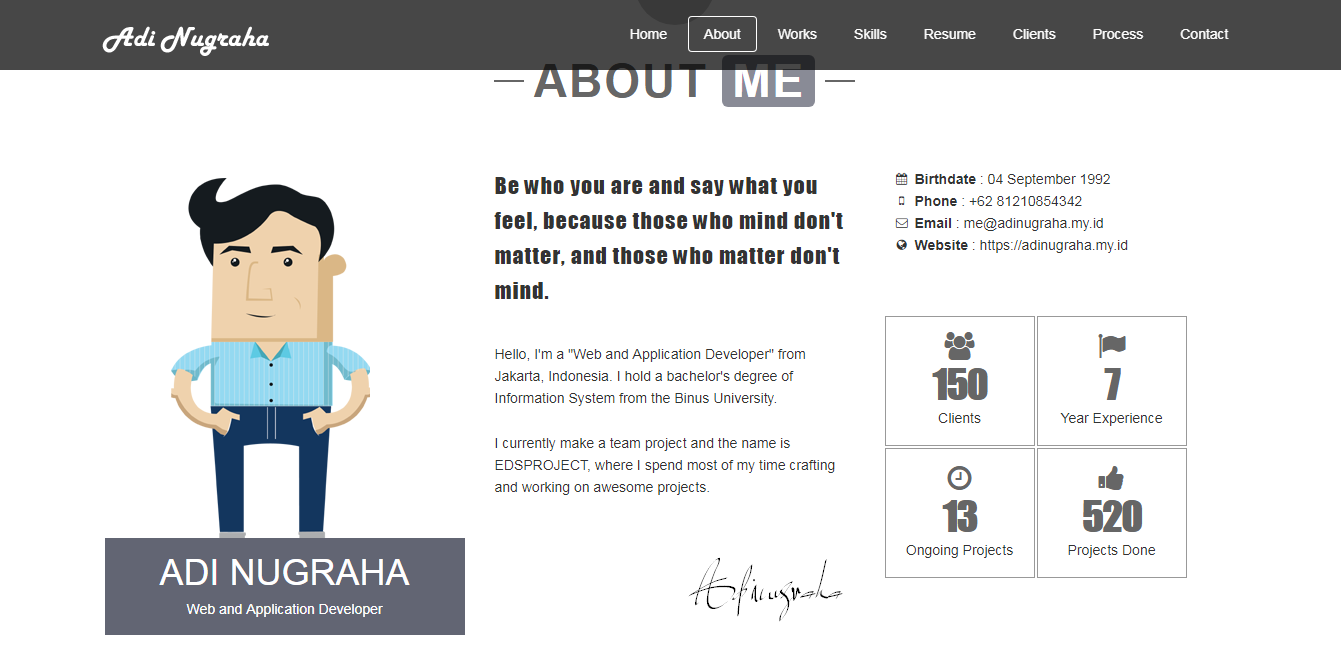 Adi Nugraha
Home About Works Skills Resume Clients Process Contact
ABOUT ME
ADI NUGRAHA
Web and Application Developer
Be who you are and say what you
feel, because those who mind don't
matter, and those who matter don't
mind.
Hello, I'm a "Web and Application Developer" from
Jakarta, Indonesia. I hold a bachelor's degree of
Information System from the Binus University.
I currently make a team project and the name is
EDSPROJECT, where I spend most of my time crafting
and working on awesome projects.
Adinugraha
Birthdate : 04 September 1992
Phone : +62 81210854342
Email : me@adinugraha.my.id
Website : https://adinugraha.my.id
150
Clients
7
Year Experience
13
Ongoing Projects
520
Projects Done